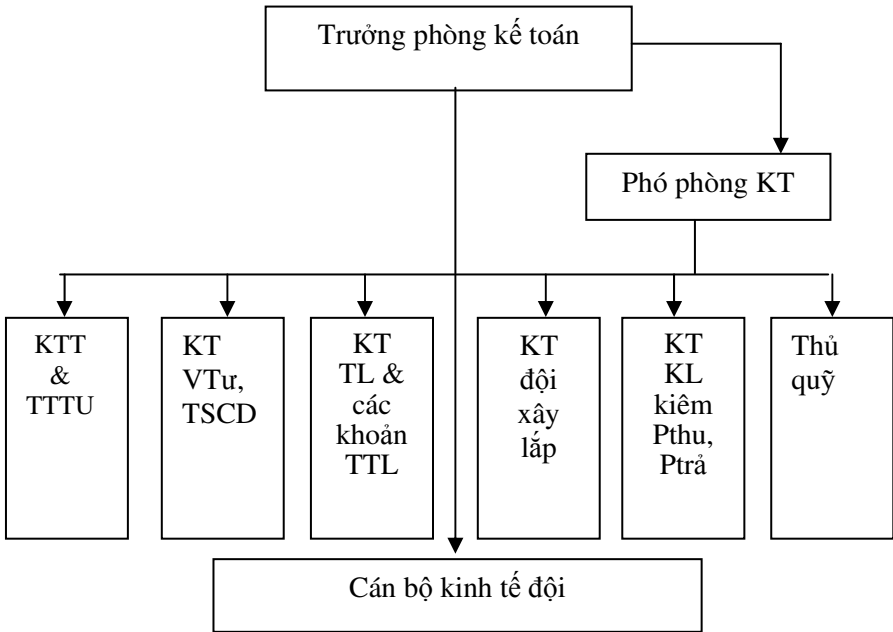 Trưởng phòng kế toán
Phó phòng KT
KTT
&
TTTU
KT
VTư,
TSCD
KT
TL &
các
khoản
TTL
KT
đội
xây
lắp
KT
KL
kiêm
Pthu,
Ptrả
Thủ
quỹ
Cán bộ kinh tế đội